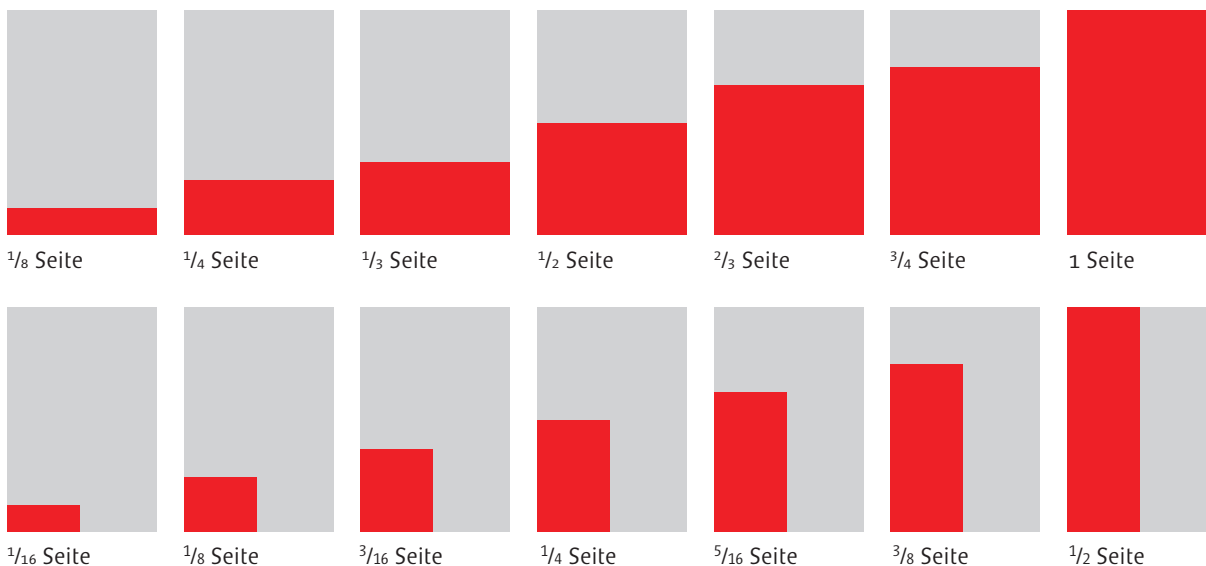 1/8 Seite
1/4 Seite
1/3 Seite
1/2 Seite
2/3 Seite
3/4 Seite
1 Seite
1/16 Seite
1/8 Seite
3/16 Seite
1/4 Seite
5/16 Seite
3/8 Seite
1/2 Seite